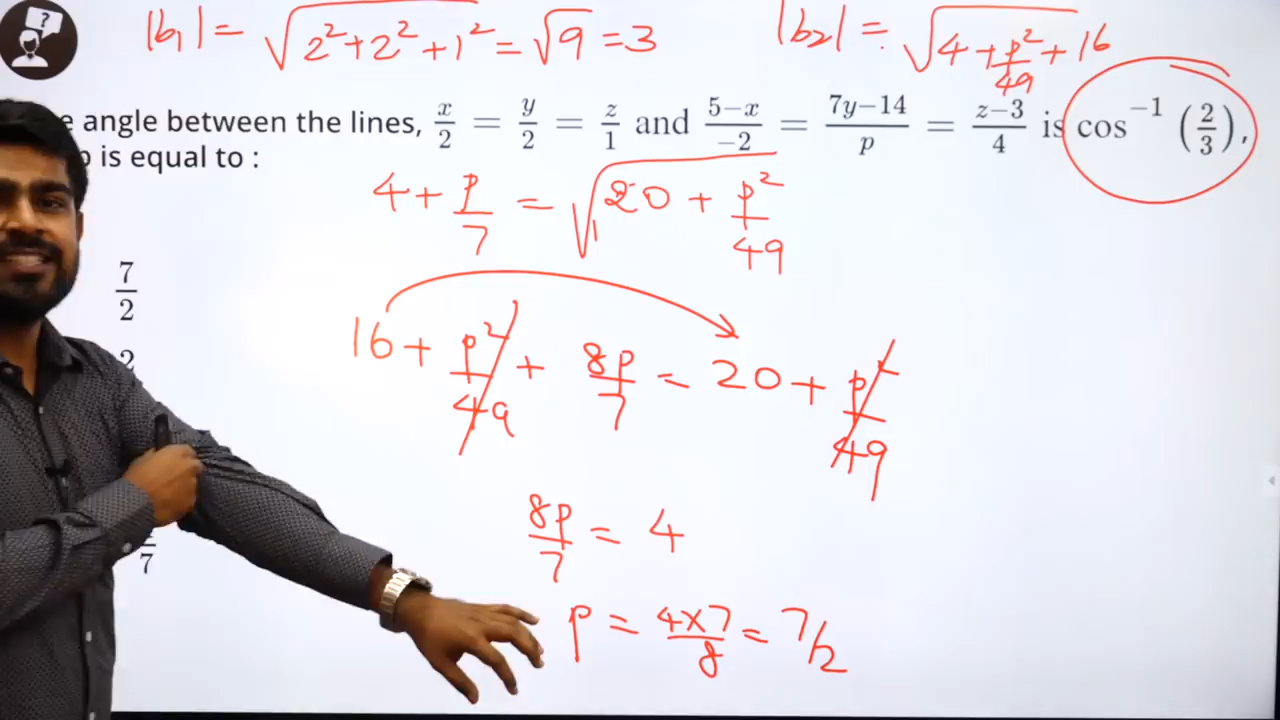 ?
|b₁| = √(2² + 2² + 1²) = √9 = 3
|b₂| = √(4 + p²/49 + 16)
e angle between the lines, x/2 = y/2 = z/1 and (5−x)/−2 = (7y−14)/p = (z−3)/4 is cos⁻¹(2/3),
p is equal to :
4 + p/7 = √(20 + p²/49)
7/2
16 + p²/49 + 8p/7 = 20 + p²/49
2
8p/7 = 4
7
p = 4×7/8 = 7/2